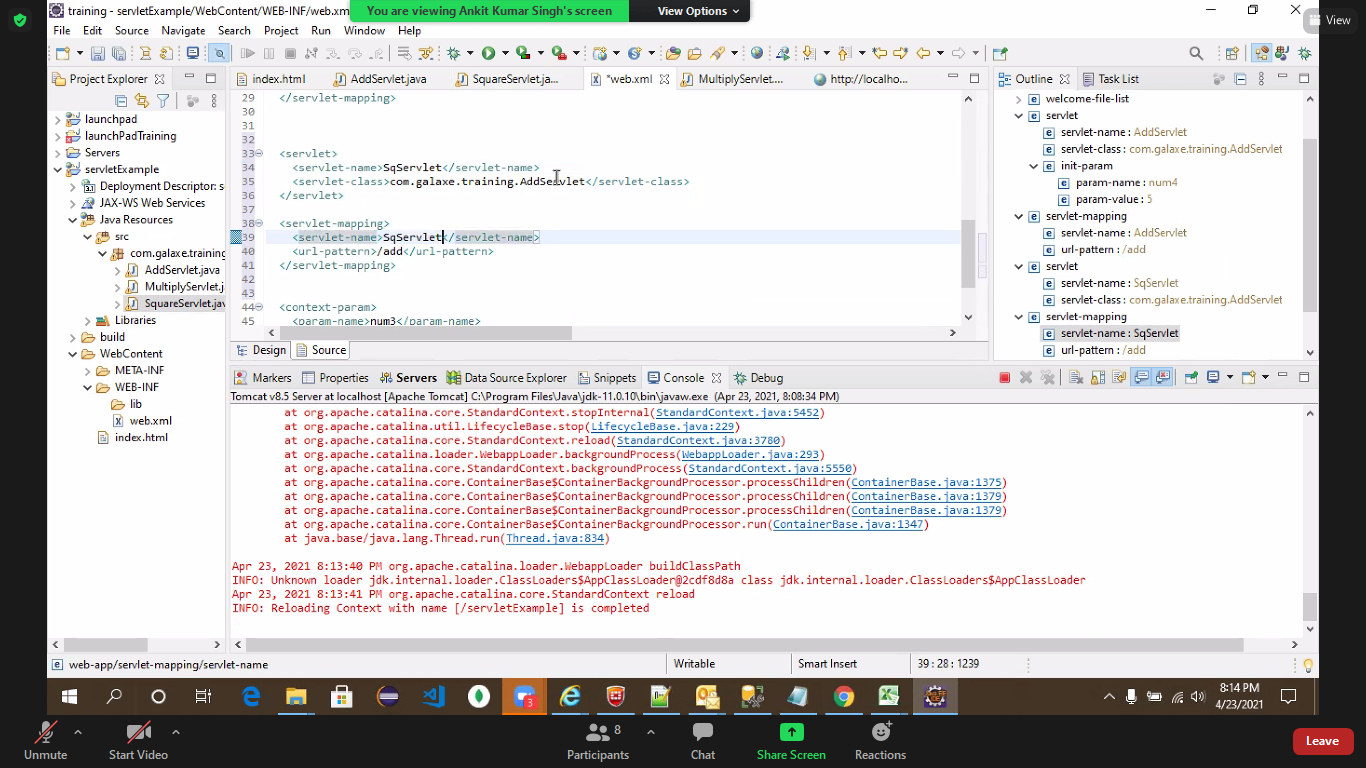 training - servletExample/WebContent/WEB-INF/web.xm
You are viewing Ankit Kumar Singh's screen
View Options
View
File Edit Source Navigate Search Project Run Window Help
Project Explorer
index.html
AddServlet.java
SquareServlet.ja...
*web.xml
MultiplyServlet....
http://localho...
Outline
Task List
launchpad
launchPadTraining
Servers
servletExample
Deployment Descriptor: s
JAX-WS Web Services
Java Resources
src
com.galaxe.training
AddServlet.java
MultiplyServlet.j
SquareServlet.jav
Libraries
build
WebContent
META-INF
WEB-INF
lib
web.xml
index.html
29 </servlet-mapping>
30
31
32
33 <servlet>
34 <servlet-name>SqServlet</servlet-name>
35 <servlet-class>com.galaxe.training.AddServlet</servlet-class>
36 </servlet>
37
38 <servlet-mapping>
39 <servlet-name>SqServlet</servlet-name>
40 <url-pattern>/add</url-pattern>
41 </servlet-mapping>
42
43
44 <context-param>
45 <param-name>num3</param-name>
Design Source
welcome-file-list
servlet
servlet-name : AddServlet
servlet-class : com.galaxe.training.AddServlet
init-param
param-name : num4
param-value : 5
servlet-mapping
servlet-name : AddServlet
url-pattern : /add
servlet
servlet-name : SqServlet
servlet-class : com.galaxe.training.AddServlet
servlet-mapping
servlet-name : SqServlet
url-pattern : /add
Markers Properties Servers Data Source Explorer Snippets Console Debug
Tomcat v8.5 Server at localhost [Apache Tomcat] C:\Program Files\Java\jdk-11.0.10\bin\javaw.exe (Apr 23, 2021, 8:08:34 PM)
at org.apache.catalina.core.StandardContext.stopInternal(StandardContext.java:5452)
at org.apache.catalina.util.LifecycleBase.stop(LifecycleBase.java:229)
at org.apache.catalina.core.StandardContext.reload(StandardContext.java:3780)
at org.apache.catalina.loader.WebappLoader.backgroundProcess(WebappLoader.java:293)
at org.apache.catalina.core.StandardContext.backgroundProcess(StandardContext.java:5550)
at org.apache.catalina.core.ContainerBase$ContainerBackgroundProcessor.processChildren(ContainerBase.java:1375)
at org.apache.catalina.core.ContainerBase$ContainerBackgroundProcessor.processChildren(ContainerBase.java:1379)
at org.apache.catalina.core.ContainerBase$ContainerBackgroundProcessor.processChildren(ContainerBase.java:1379)
at org.apache.catalina.core.ContainerBase$ContainerBackgroundProcessor.run(ContainerBase.java:1347)
at java.base/java.lang.Thread.run(Thread.java:834)
Apr 23, 2021 8:13:40 PM org.apache.catalina.loader.WebappLoader buildClassPath
INFO: Unknown loader jdk.internal.loader.ClassLoaders$AppClassLoader@2cdf8d8a class jdk.internal.loader.ClassLoaders$AppClassLoader
Apr 23, 2021 8:13:41 PM org.apache.catalina.core.StandardContext reload
INFO: Reloading Context with name [/servletExample] is completed
web-app/servlet-mapping/servlet-name
Writable
Smart Insert
39 : 28 : 1239
3
8:14 PM
4/23/2021
Unmute
Start Video
8
Participants
Chat
Share Screen
Reactions
Leave